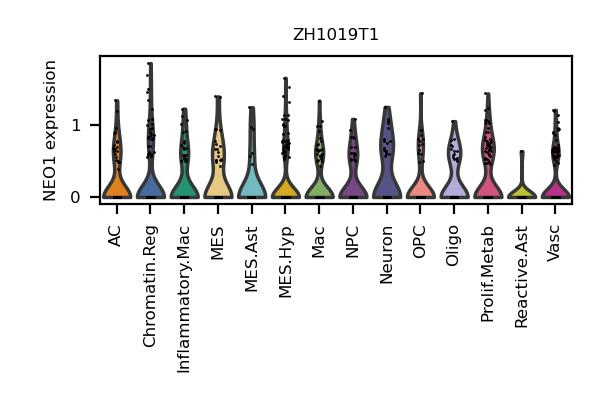 ZH1019T1
NEO1 expression
1
0
AC
Chromatin.Reg
Inflammatory.Mac
MES
MES.Ast
MES.Hyp
Mac
NPC
Neuron
OPC
Oligo
Prolif.Metab
Reactive.Ast
Vasc